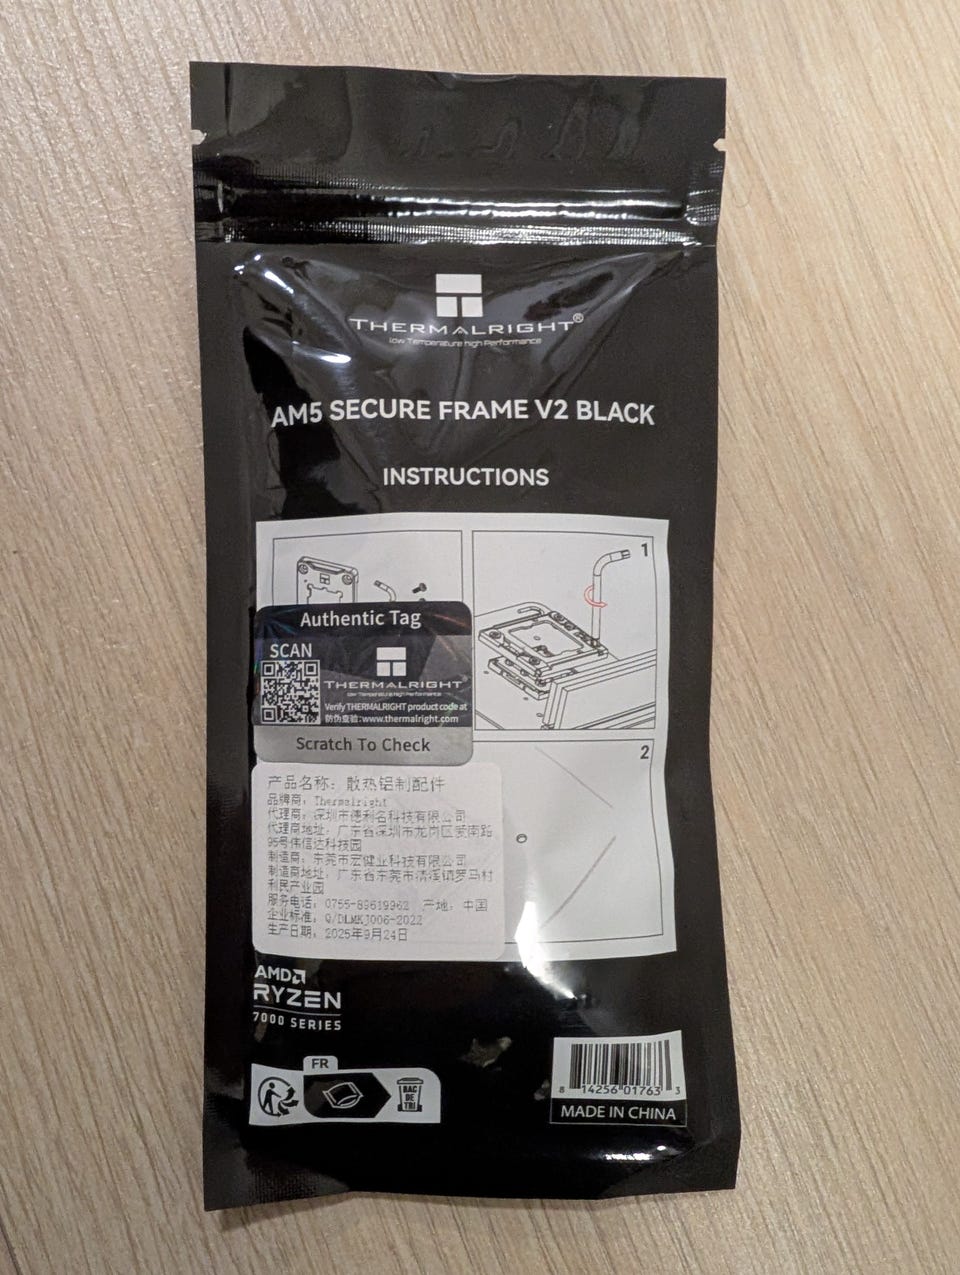 THERMALRIGHT®
low Temperature high Performance
AM5 SECURE FRAME V2 BLACK
INSTRUCTIONS
1
Authentic Tag
SCAN
THERMALRIGHT®
low Temperature high Performance
Verify THERMALRIGHT product code at
防伪查验:www.thermalright.com
Scratch To Check
2
产品名称：散热铝制配件
品牌商：Thermalright
代理商：深圳市德利名科技有限公司
代理商地址：广东省深圳市龙岗区爱南路
95号伟信达科技园
制造商：东莞市宏健业科技有限公司
制造商地址：广东省东莞市清溪镇罗马村
利民产业园
服务电话：0755-89619962 产地：中国
企业标准：Q/DLMKJ006-2022
生产日期：2025年9月24日
AMD
RYZEN
7000 SERIES
FR
BAC
DE
TRI
8 14256 01763 3
MADE IN CHINA